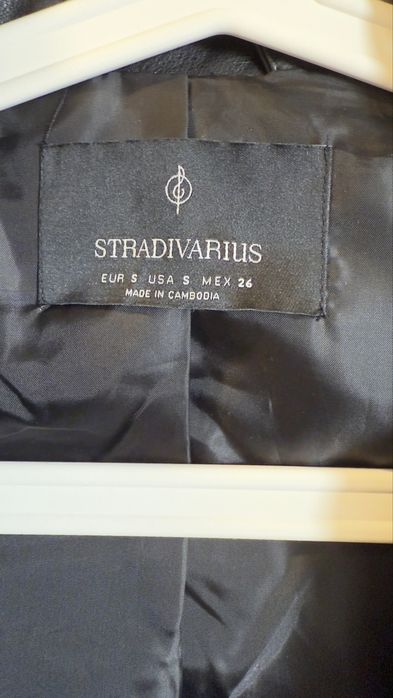 STRADIVARIUS
EUR S USA S MEX 26
MADE IN CAMBODIA